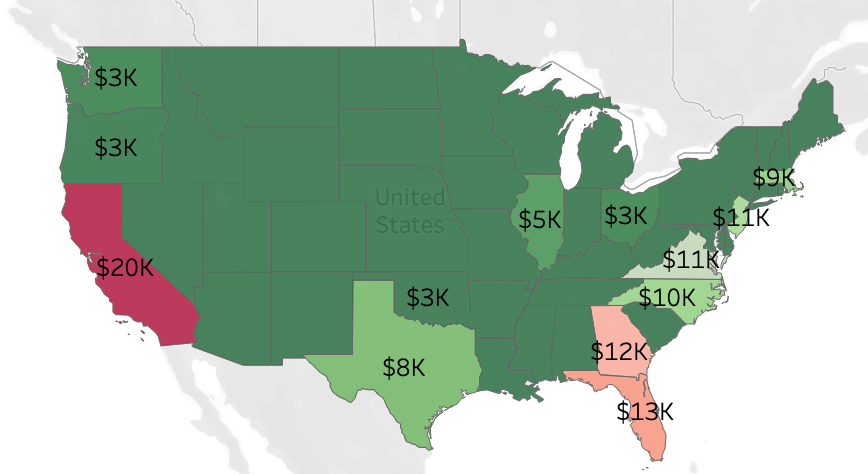 $3K
$3K
$9K
United
States
$5K
$3K
$11K
$11K
$20K
$3K
$10K
$12K
$8K
$13K